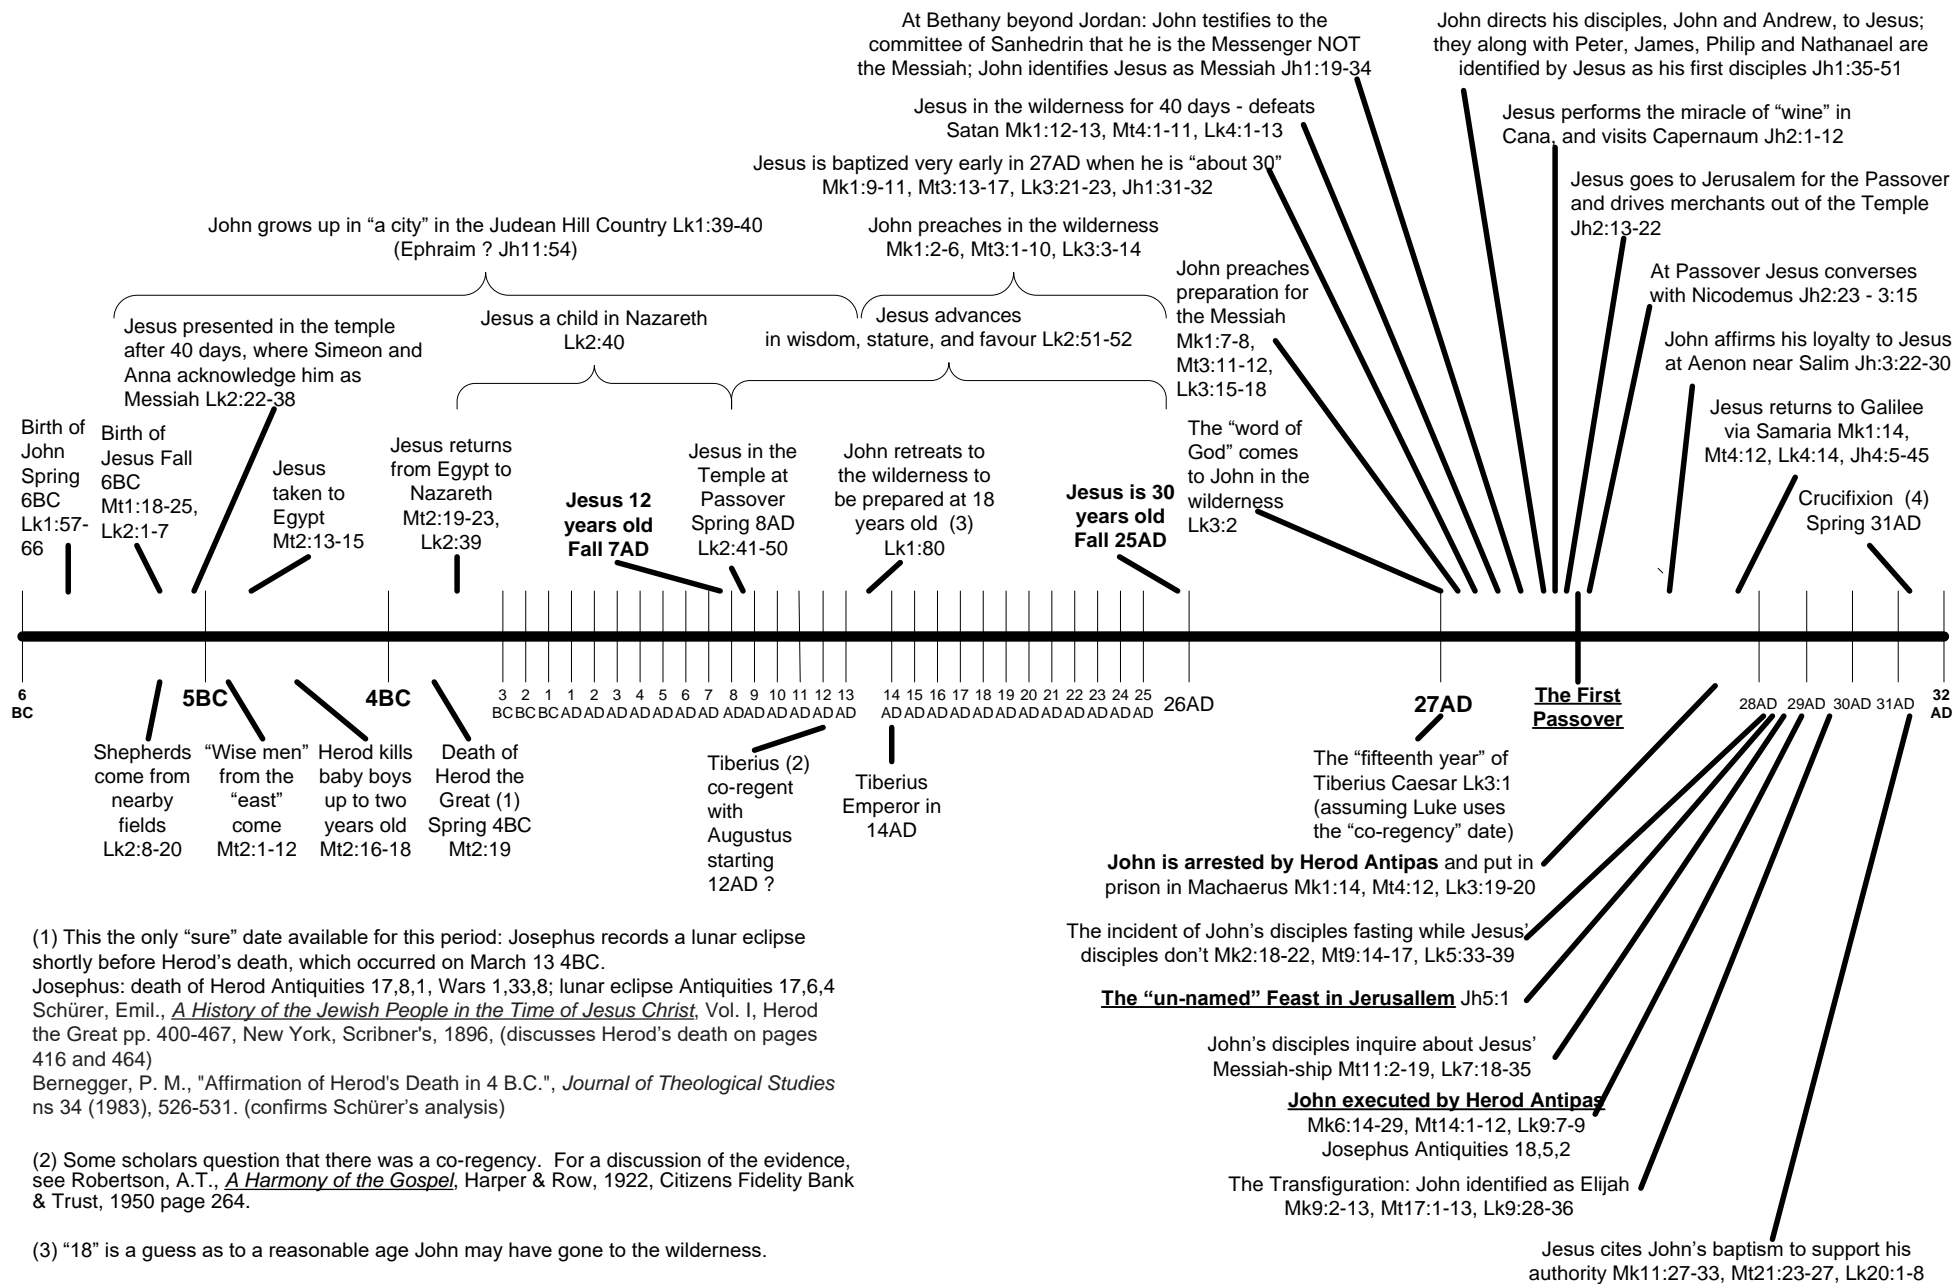 At Bethany beyond Jordan: John testifies to the
committee of Sanhedrin that he is the Messenger NOT
the Messiah; John identifies Jesus as Messiah Jh1:19-34
John directs his disciples, John and Andrew, to Jesus;
they along with Peter, James, Philip and Nathanael are
identified by Jesus as his first disciples Jh1:35-51
Jesus in the wilderness for 40 days - defeats
Satan Mk1:12-13, Mt4:1-11, Lk4:1-13
Jesus performs the miracle of “wine” in
Cana, and visits Capernaum Jh2:1-12
Jesus is baptized very early in 27AD when he is “about 30”
Mk1:9-11, Mt3:13-17, Lk3:21-23, Jh1:31-32
Jesus goes to Jerusalem for the Passover
and drives merchants out of the Temple
Jh2:13-22
John grows up in “a city” in the Judean Hill Country Lk1:39-40
(Ephraim ? Jh11:54)
John preaches in the wilderness
Mk1:2-6, Mt3:1-10, Lk3:3-14
John preaches
preparation for
the Messiah
Mk1:7-8,
Mt3:11-12,
Lk3:15-18
At Passover Jesus converses
with Nicodemus Jh2:23 - 3:15
Jesus presented in the temple
after 40 days, where Simeon and
Anna acknowledge him as
Messiah Lk2:22-38
Jesus a child in Nazareth
Lk2:40
Jesus advances
in wisdom, stature, and favour Lk2:51-52
John affirms his loyalty to Jesus
at Aenon near Salim Jh:3:22-30
Birth of
John
Spring
6BC
Lk1:57-
66
Birth of
Jesus Fall
6BC
Mt1:18-25,
Lk2:1-7
Jesus
taken to
Egypt
Mt2:13-15
Jesus returns
from Egypt to
Nazareth
Mt2:19-23,
Lk2:39
Jesus 12
years old
Fall 7AD
Jesus in the
Temple at
Passover
Spring 8AD
Lk2:41-50
John retreats to
the wilderness to
be prepared at 18
years old (3)
Lk1:80
Jesus is 30
years old
Fall 25AD
The “word of
God” comes
to John in the
wilderness
Lk3:2
Jesus returns to Galilee
via Samaria Mk1:14,
Mt4:12, Lk4:14, Jh4:5-45
Crucifixion (4)
Spring 31AD
6 5BC 4BC 3 2 1 1 2 3 4 5 6 7 8 9 10 11 12 13 14 15 16 17 18 19 20 21 22 23 24 25 26AD 27AD The First 28AD 29AD 30AD 31AD 32
BC BC BC BC AD AD AD AD AD AD AD AD AD AD AD AD AD AD AD AD AD AD AD AD AD AD AD AD AD Passover AD
Shepherds
come from
nearby
fields
Lk2:8-20
“Wise men”
from the
“east”
come
Mt2:1-12
Herod kills
baby boys
up to two
years old
Mt2:16-18
Death of
Herod the
Great (1)
Spring 4BC
Mt2:19
Tiberius (2)
co-regent
with
Augustus
starting
12AD ?
Tiberius
Emperor in
14AD
The “fifteenth year” of
Tiberius Caesar Lk3:1
(assuming Luke uses
the “co-regency” date)
John is arrested by Herod Antipas and put in
prison in Machaerus Mk1:14, Mt4:12, Lk3:19-20
The incident of John’s disciples fasting while Jesus’
disciples don’t Mk2:18-22, Mt9:14-17, Lk5:33-39
The “un-named” Feast in Jerusallem Jh5:1
John’s disciples inquire about Jesus’
Messiah-ship Mt11:2-19, Lk7:18-35
John executed by Herod Antipas
Mk6:14-29, Mt14:1-12, Lk9:7-9
Josephus Antiquities 18,5,2
The Transfiguration: John identified as Elijah
Mk9:2-13, Mt17:1-13, Lk9:28-36
Jesus cites John’s baptism to support his
authority Mk11:27-33, Mt21:23-27, Lk20:1-8
(1) This the only “sure” date available for this period: Josephus records a lunar eclipse
shortly before Herod’s death, which occurred on March 13 4BC.
Josephus: death of Herod Antiquities 17,8,1, Wars 1,33,8; lunar eclipse Antiquities 17,6,4
Schürer, Emil., A History of the Jewish People in the Time of Jesus Christ, Vol. I, Herod
the Great pp. 400-467, New York, Scribner's, 1896, (discusses Herod’s death on pages
416 and 464)
Bernegger, P. M., "Affirmation of Herod's Death in 4 B.C.", Journal of Theological Studies
ns 34 (1983), 526-531. (confirms Schürer’s analysis)
(2) Some scholars question that there was a co-regency. For a discussion of the evidence,
see Robertson, A.T., A Harmony of the Gospel, Harper & Row, 1922, Citizens Fidelity Bank
& Trust, 1950 page 264.
(3) “18” is a guess as to a reasonable age John may have gone to the wilderness.